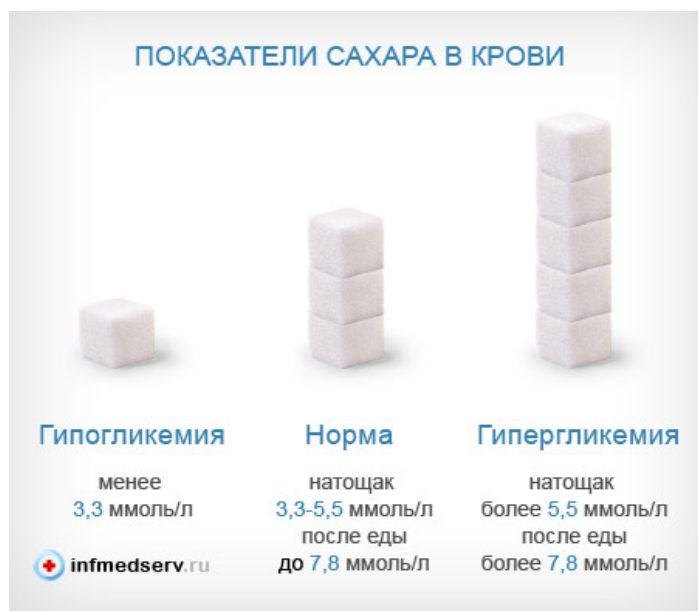 ПОКАЗАТЕЛИ САХАРА В КРОВИ
Гипогликемия
менее
3,3 ммоль/л
Норма
натощак
3,3-5,5 ммоль/л
после еды
до 7,8 ммоль/л
Гипергликемия
натощак
более 5,5 ммоль/л
после еды
более 7,8 ммоль/л
infmedserv.ru